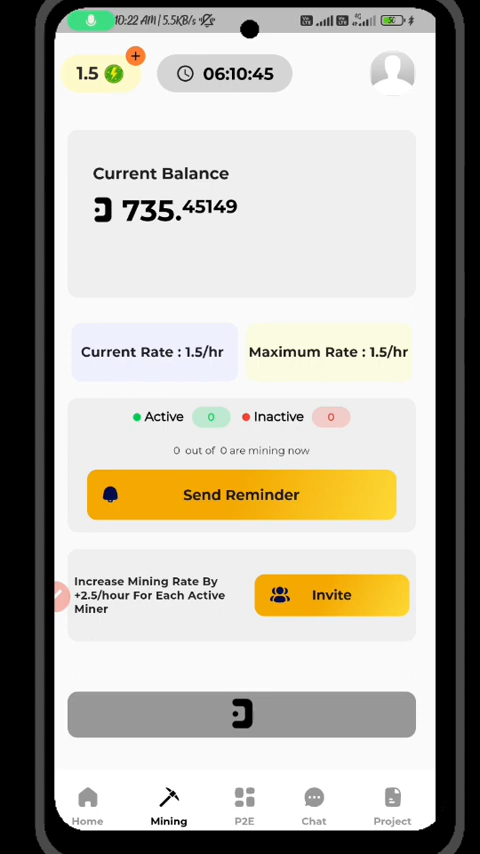 10:22 AM | 5.5KB/s
1.5
06:10:45
Current Balance
735.45149
Current Rate : 1.5/hr
Maximum Rate : 1.5/hr
Active 0
Inactive 0
0 out of 0 are mining now
Send Reminder
Increase Mining Rate By
+2.5/hour For Each Active
Miner
Invite
Home
Mining
P2E
Chat
Project